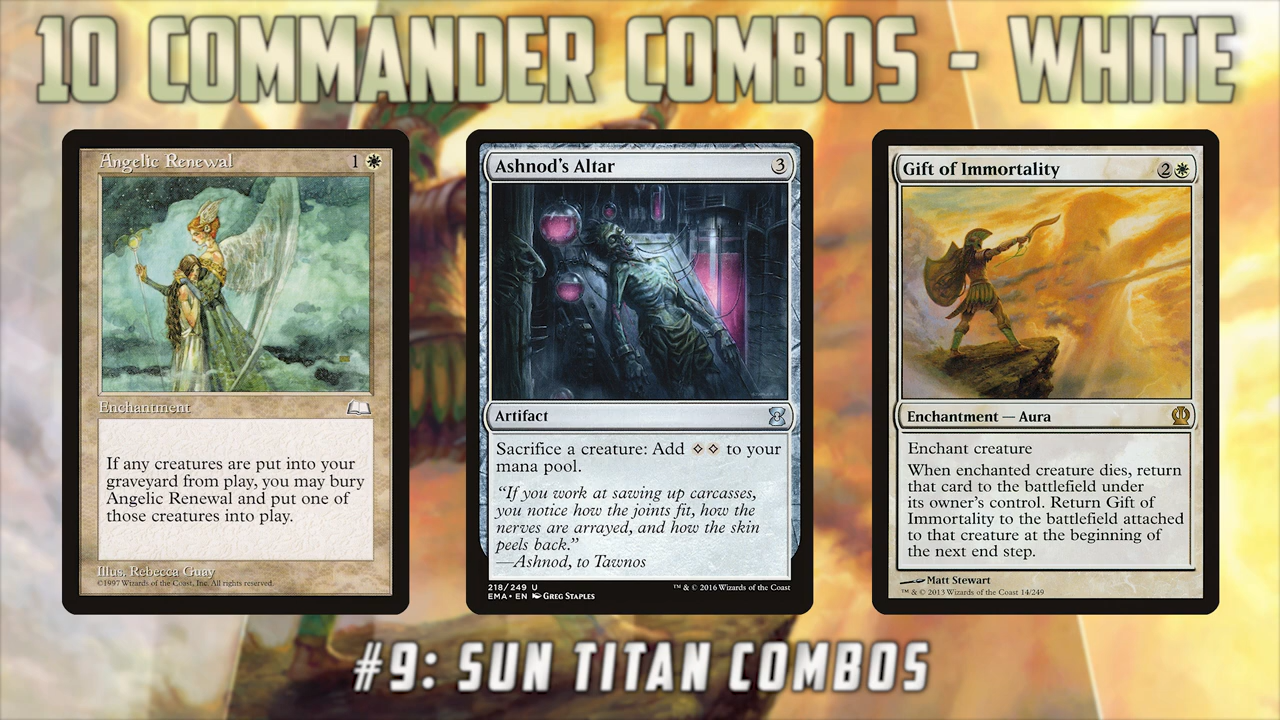 10 COMMANDER COMBOS - WHITE
Angelic Renewal 1
Enchantment
If any creatures are put into your
graveyard from play, you may bury
Angelic Renewal and put one of
those creatures into play.
Illus. Rebecca Guay
©1997 Wizards of the Coast, Inc. All rights reserved.
Ashnod's Altar 3
Artifact
Sacrifice a creature: Add to your
mana pool.
“If you work at sawing up carcasses,
you notice how the joints fit, how the
nerves are arrayed, and how the skin
peels back.”
—Ashnod, to Tawnos
218/249 U
EMA • EN Greg Staples
™ & © 2016 Wizards of the Coast
Gift of Immortality 2
Enchantment — Aura
Enchant creature
When enchanted creature dies, return
that card to the battlefield under
its owner's control. Return Gift of
Immortality to the battlefield attached
to that creature at the beginning of
the next end step.
Matt Stewart
™ & © 2013 Wizards of the Coast 14/249
#9: SUN TITAN COMBOS